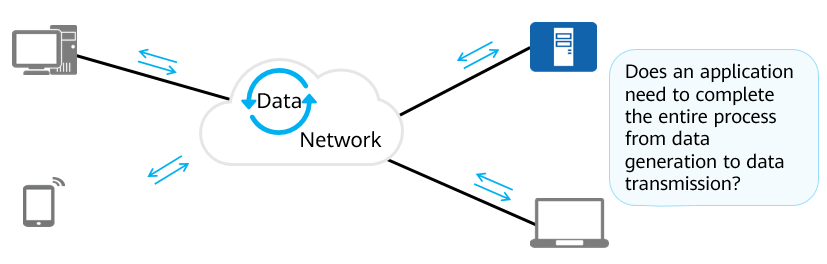 Data
Network
Does an application
need to complete
the entire process
from data
generation to data
transmission?